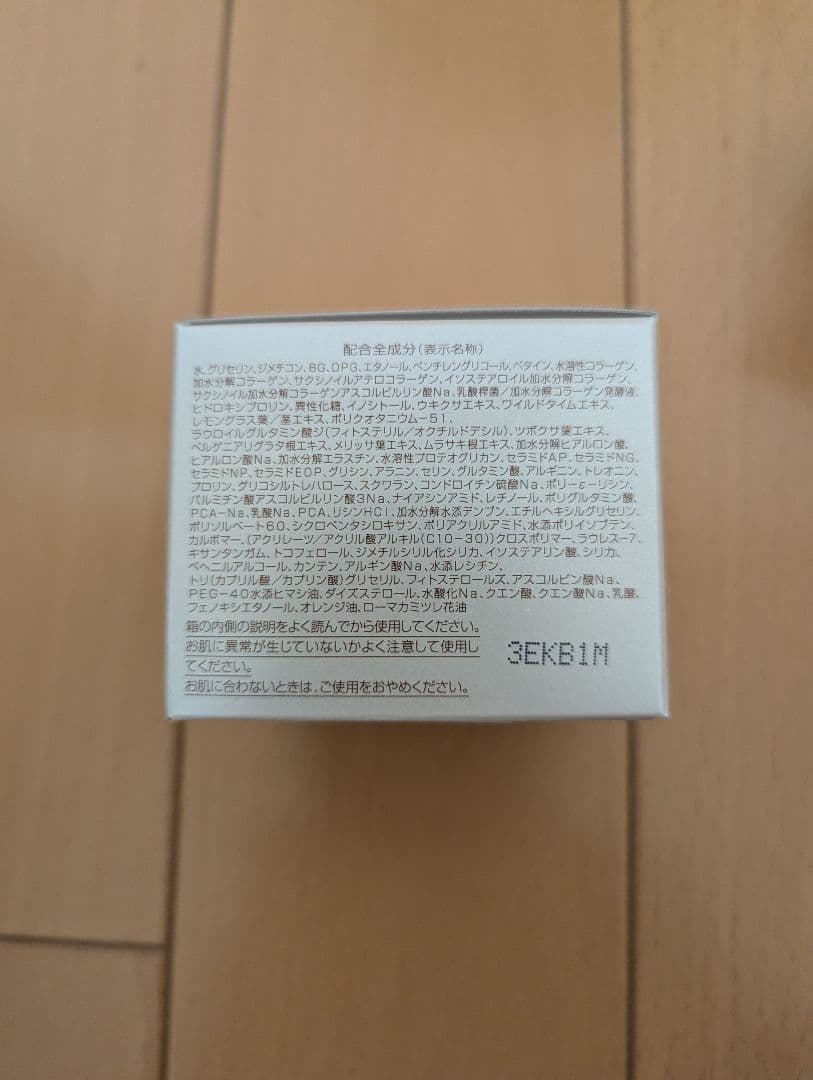 配合全成分（表示名称）
水、グリセリン、ジメチコン、BG、DPG、エタノール、ペンチレングリコール、ベタイン、水溶性コラーゲン、
加水分解コラーゲン、サクシノイルアテロコラーゲン、イソステアロイル加水分解コラーゲン、
サクシノイル加水分解コラーゲンアスコルビルリン酸Na、乳酸桿菌／加水分解コラーゲン発酵液、
ヒドロキシプロリン、異性化糖、イノシトール、ウキクサエキス、ワイルドタイムエキス、
レモングラス葉／茎エキス、ポリクオタニウム-51、
ラウロイルグルタミン酸ジ（フィトステリル／オクチルドデシル）、ツボクサ葉エキス、
ベルゲニアリグラタ根エキス、メリッサ葉エキス、ムラサキ根エキス、加水分解ヒアルロン酸、
ヒアルロン酸Na、加水分解エラスチン、水溶性プロテオグリカン、セラミドAP、セラミドNG、
セラミドNP、セラミドEOP、グリシン、アラニン、セリン、グルタミン酸、アルギニン、トレオニン、
プロリン、グリコシルトレハロース、スクワラン、コンドロイチン硫酸Na、ポリ-ε-リシン、
パルミチン酸アスコルビルリン酸3Na、ナイアシンアミド、レチノール、ポリグルタミン酸、
PCA-Na、乳酸Na、PCA、リシンHCl、加水分解水添デンプン、エチルヘキシルグリセリン、
ポリソルベート60、シクロペンタシロキサン、ポリアクリルアミド、水添ポリイソブテン、
カルボマー、（アクリレーツ／アクリル酸アルキル（C10-30））クロスポリマー、ラウレス-7、
キサンタンガム、トコフェロール、ジメチルシリル化シリカ、イソステアリン酸、シリカ、
ベヘニルアルコール、カンテン、アルギン酸Na、水添レシチン、
トリ（カプリル酸／カプリン酸）グリセリル、フィトステロールズ、アスコルビン酸Na、
PEG-40水添ヒマシ油、ダイズステロール、水酸化Na、クエン酸、クエン酸Na、乳酸、
フェノキシエタノール、オレンジ油、ローマカミツレ花油
箱の内側の説明をよく読んでから使用してください。
お肌に異常が生じていないかよく注意して使用し
てください。
お肌に合わないときは、ご使用をおやめください。
3EKB1M